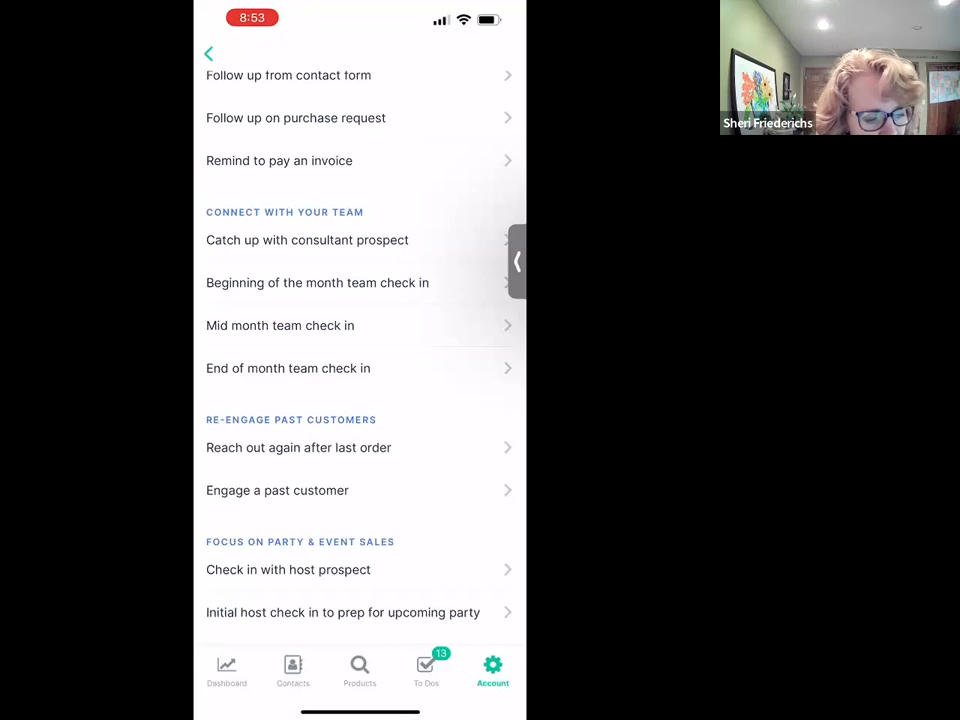 8:53
Follow up from contact form
Follow up on purchase request
Remind to pay an invoice
CONNECT WITH YOUR TEAM
Catch up with consultant prospect
Beginning of the month team check in
Mid month team check in
End of month team check in
RE-ENGAGE PAST CUSTOMERS
Reach out again after last order
Engage a past customer
FOCUS ON PARTY & EVENT SALES
Check in with host prospect
Initial host check in to prep for upcoming party
13
Dashboard Contacts Products To Dos Account
Sheri Friederichs